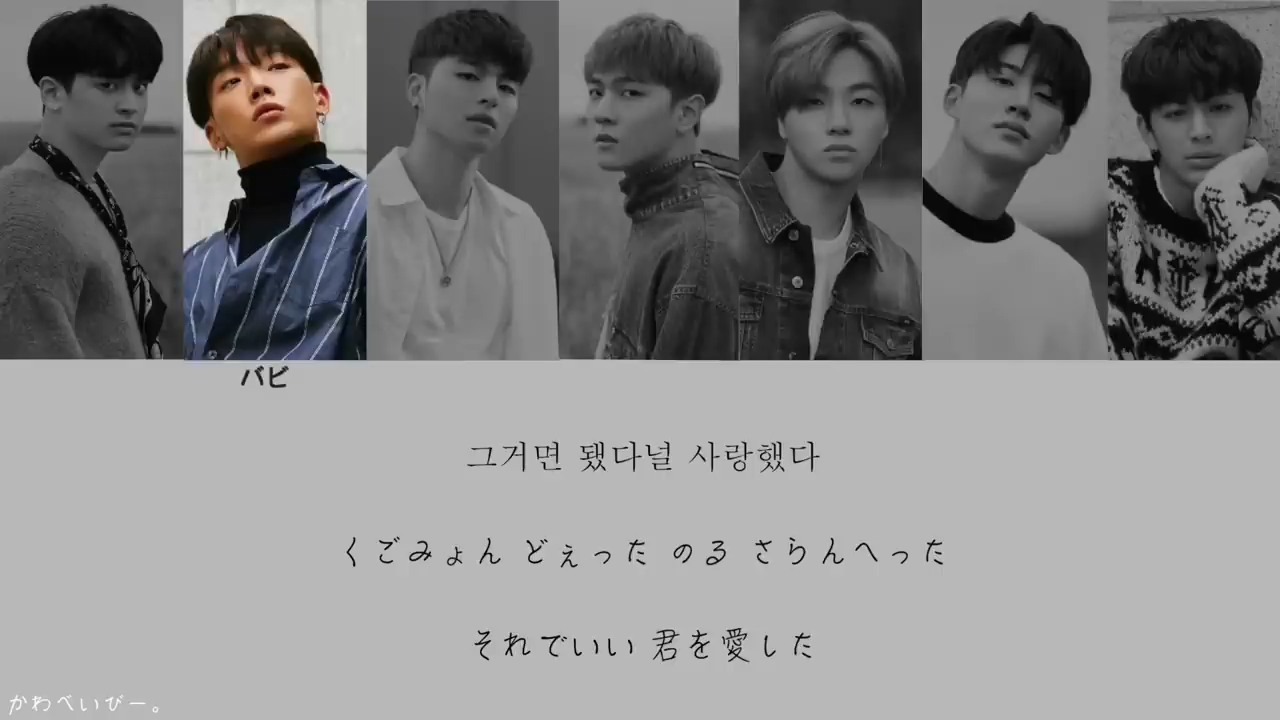 バビ
그거면 됐다널 사랑했다
くごみょん どぇった のる さらんへった
それでいい 君を愛した
かわべいびー。